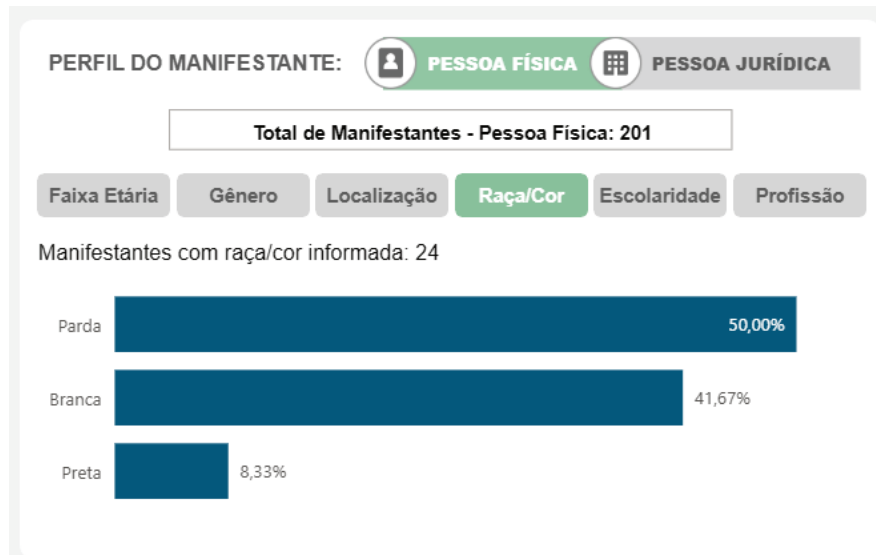 PERFIL DO MANIFESTANTE: PESSOA FÍSICA PESSOA JURÍDICA
Total de Manifestantes - Pessoa Física: 201
Faixa Etária Gênero Localização Raça/Cor Escolaridade Profissão
Manifestantes com raça/cor informada: 24
Parda 50,00%
Branca 41,67%
Preta 8,33%